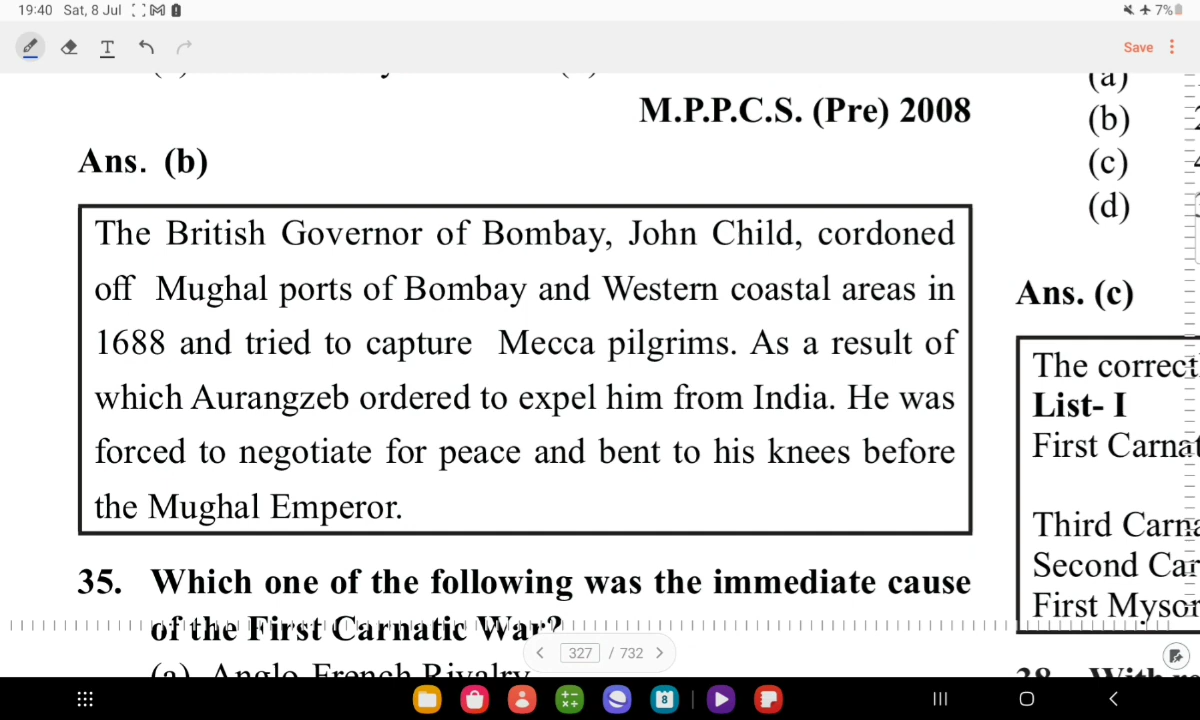 19:40 Sat, 8 Jul
7%
Save
M.P.P.C.S. (Pre) 2008
Ans. (b)
The British Governor of Bombay, John Child, cordoned
off Mughal ports of Bombay and Western coastal areas in
1688 and tried to capture Mecca pilgrims. As a result of
which Aurangzeb ordered to expel him from India. He was
forced to negotiate for peace and bent to his knees before
the Mughal Emperor.
35. Which one of the following was the immediate cause
of the First Carnatic War?
(a) Anglo French Rivalry
327 / 732
(a)
(b)
(c)
(d)
Ans. (c)
The correct
List- I
First Carnat
Third Carna
Second Car
First Mysor
8